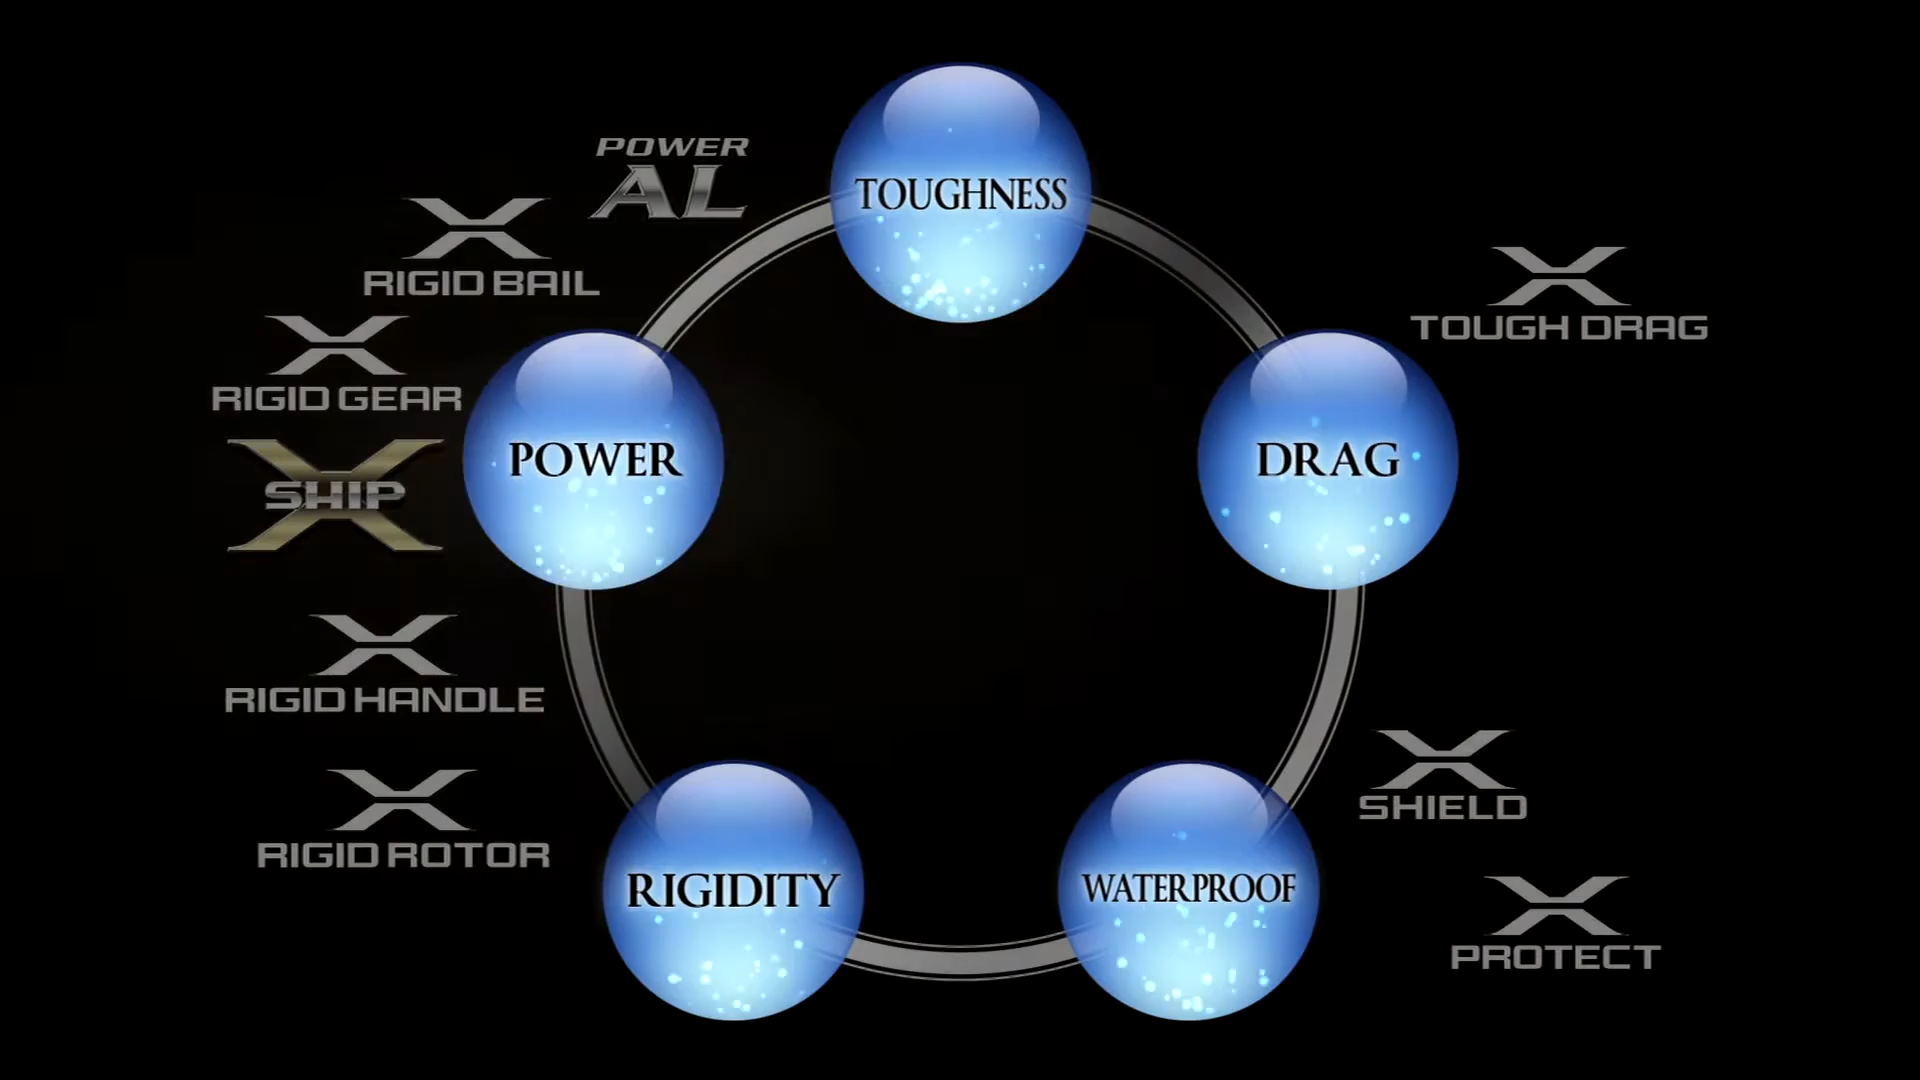 POWER
AL
TOUGHNESS
X
RIGID BAIL
X
TOUGH DRAG
X
RIGID GEAR
X
SHIP
POWER
DRAG
X
RIGID HANDLE
X
SHIELD
X
RIGID ROTOR
RIGIDITY
WATERPROOF
X
PROTECT